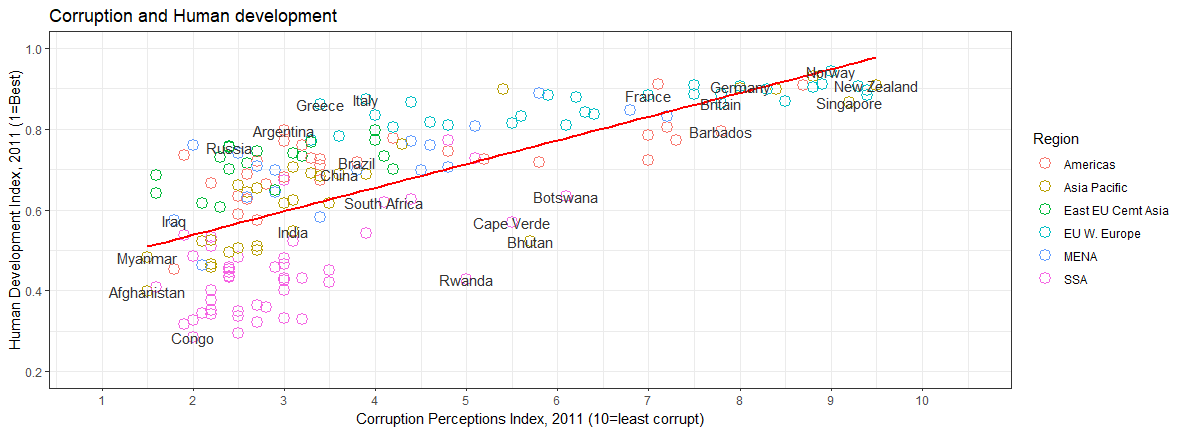 Corruption and Human development
Human Development Index, 2011 (1=Best)
1.0
0.8
0.6
0.4
0.2
Norway
Germany
New Zealand
France
Italy
Greece
Britain
Singapore
Argentina
Barbados
Russia
Brazil
China
Botswana
South Africa
Iraq
Cape Verde
India
Bhutan
Myanmar
Rwanda
Afghanistan
Congo
1 2 3 4 5 6 7 8 9 10
Corruption Perceptions Index, 2011 (10=least corrupt)
Region
Americas
Asia Pacific
East EU Cemt Asia
EU W. Europe
MENA
SSA